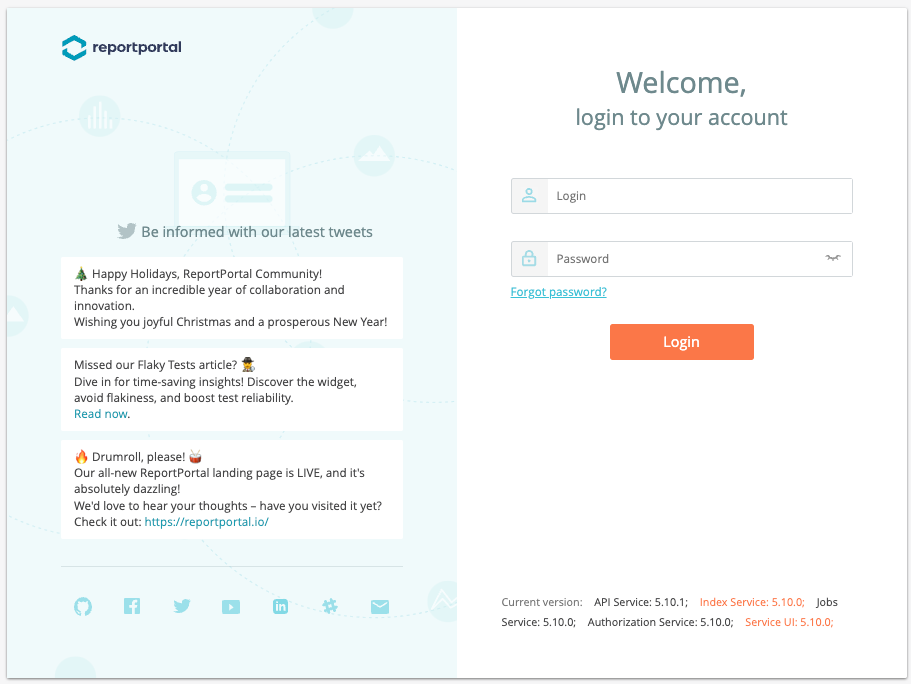 reportportal
Be informed with our latest tweets
🎄 Happy Holidays, ReportPortal Community!
Thanks for an incredible year of collaboration and
innovation.
Wishing you joyful Christmas and a prosperous New Year!
Missed our Flaky Tests article? 🕵️
Dive in for time-saving insights! Discover the widget,
avoid flakiness, and boost test reliability.
Read now.
🔥 Drumroll, please! 🥁
Our all-new ReportPortal landing page is LIVE, and it's
absolutely dazzling!
We'd love to hear your thoughts – have you visited it yet?
Check it out: https://reportportal.io/
Welcome,
login to your account
Login
Password
Forgot password?
Login
Current version: API Service: 5.10.1; Index Service: 5.10.0; Jobs
Service: 5.10.0; Authorization Service: 5.10.0; Service UI: 5.10.0;